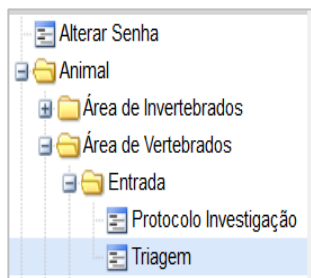 Alterar Senha
Animal
Área de Invertebrados
Área de Vertebrados
Entrada
Protocolo Investigação
Triagem